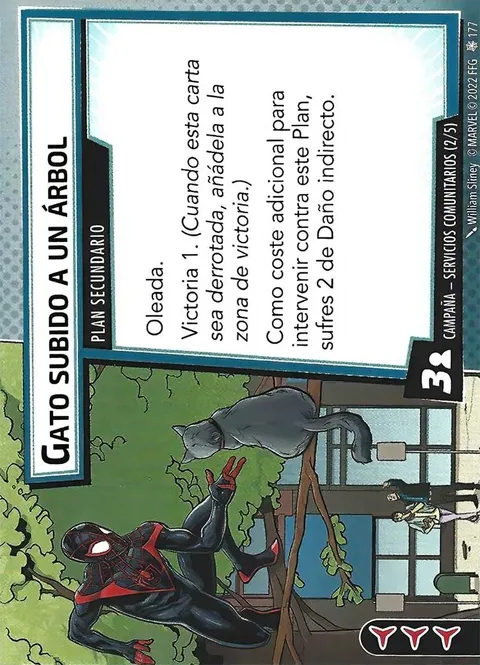 GATO SUBIDO A UN ÁRBOL
PLAN SECUNDARIO
Oleada.
Victoria 1. (Cuando esta carta
sea derrotada, añádela a la
zona de victoria.)
Como coste adicional para
intervenir contra este Plan,
sufres 2 de Daño indirecto.
3
CAMPAÑA – SERVICIOS COMUNITARIOS (2/5)
William Sliney © MARVEL © 2022 FFG 177